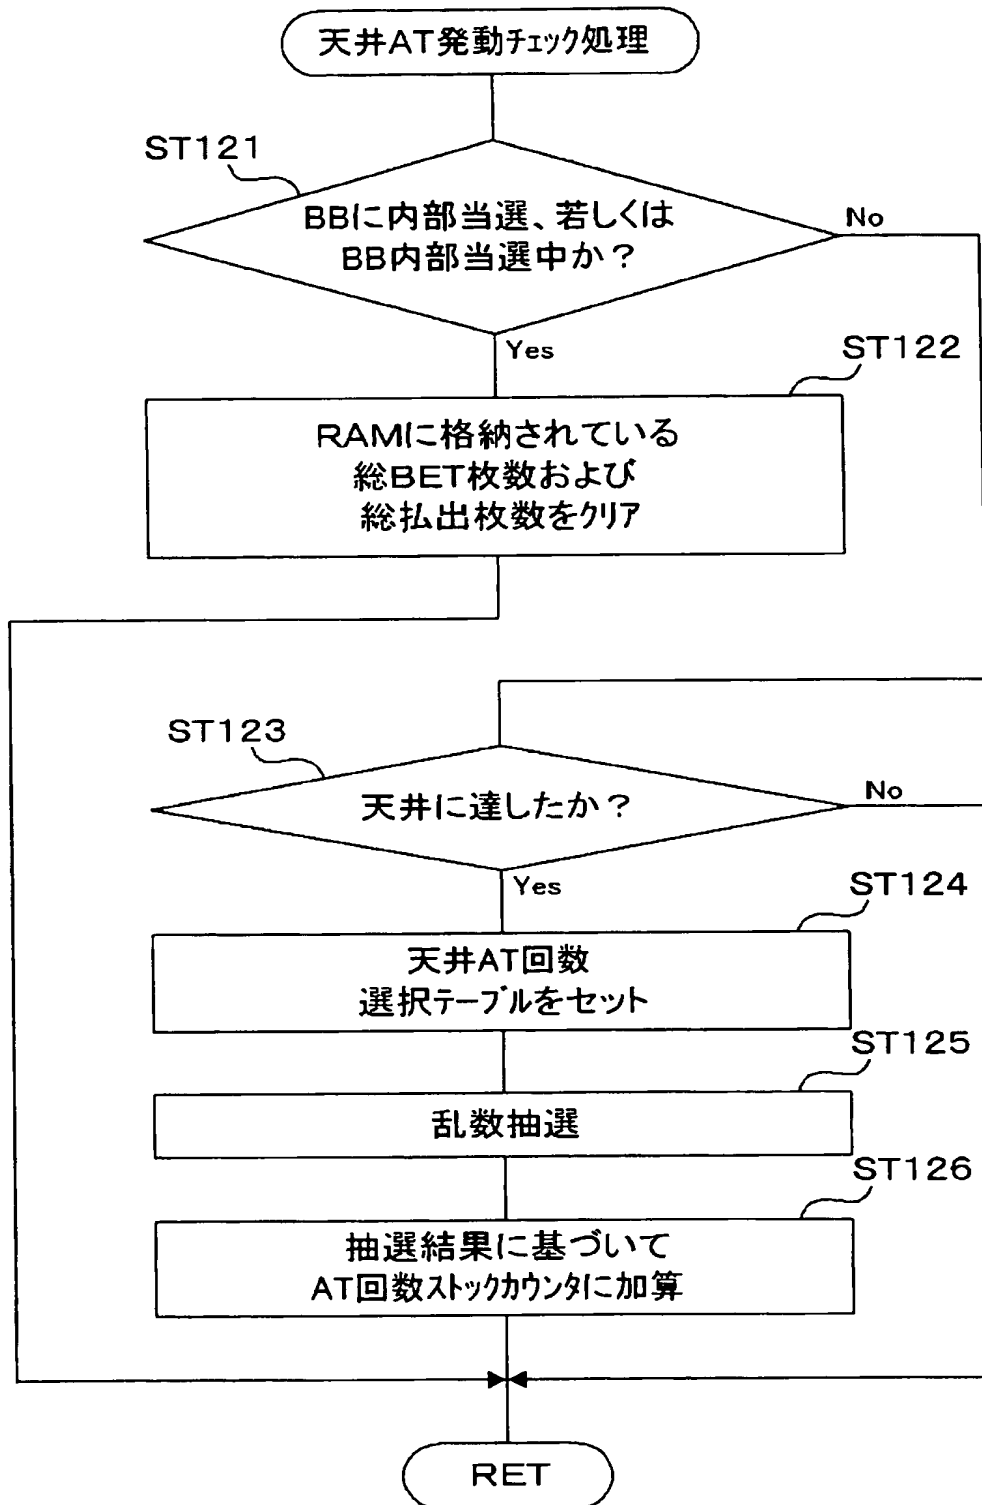 天井AT発動チェック処理
ST121
BBに内部当選、若しくは
BB内部当選中か？
No
Yes
ST122
RAMに格納されている
総BET枚数および
総払出枚数をクリア
ST123
天井に達したか？
No
Yes
ST124
天井AT回数
選択テーブルをセット
ST125
乱数抽選
ST126
抽選結果に基づいて
AT回数ストックカウンタに加算
RET